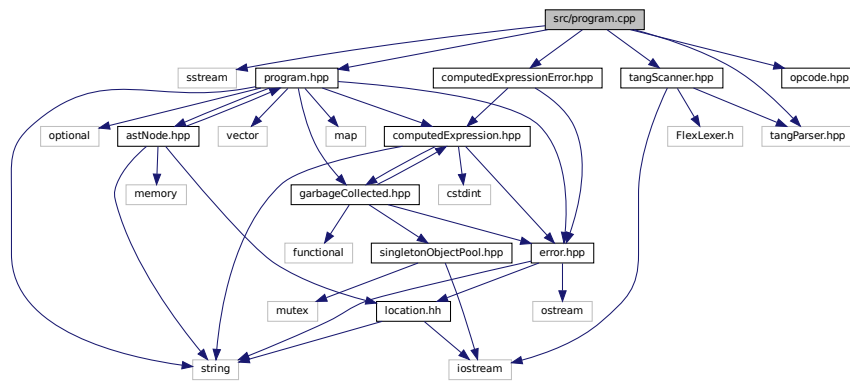 src/program.cpp
sstream
program.hpp
computedExpressionError.hpp
tangScanner.hpp
opcode.hpp
optional
astNode.hpp
vector
map
computedExpression.hpp
FlexLexer.h
tangParser.hpp
memory
garbageCollected.hpp
cstdint
functional
singletonObjectPool.hpp
error.hpp
mutex
location.hh
ostream
string
iostream